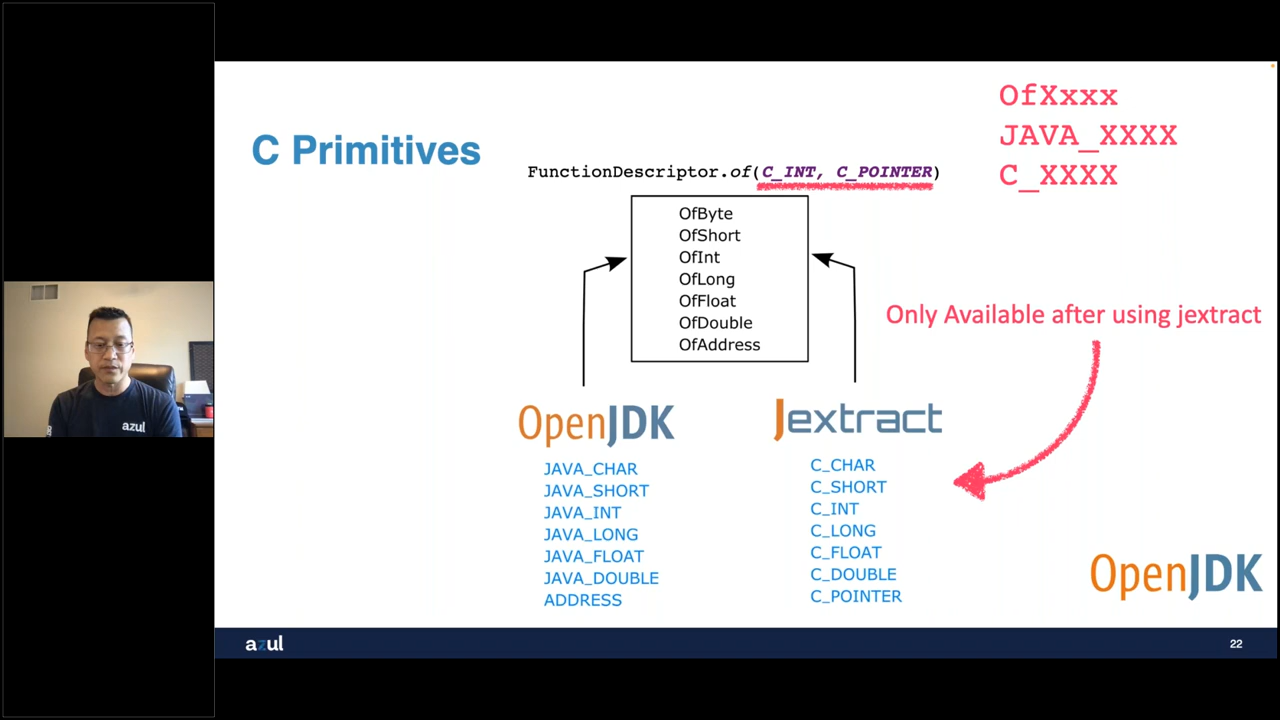 OfXxxx
JAVA_XXXX
C_XXXX
C Primitives
FunctionDescriptor.of(C_INT, C_POINTER)
OfByte
OfShort
OfInt
OfLong
OfFloat
OfDouble
OfAddress
Only Available after using jextract
OpenJDK
JAVA_CHAR
JAVA_SHORT
JAVA_INT
JAVA_LONG
JAVA_FLOAT
JAVA_DOUBLE
ADDRESS
Jextract
C_CHAR
C_SHORT
C_INT
C_LONG
C_FLOAT
C_DOUBLE
C_POINTER
OpenJDK
azul
azul
22